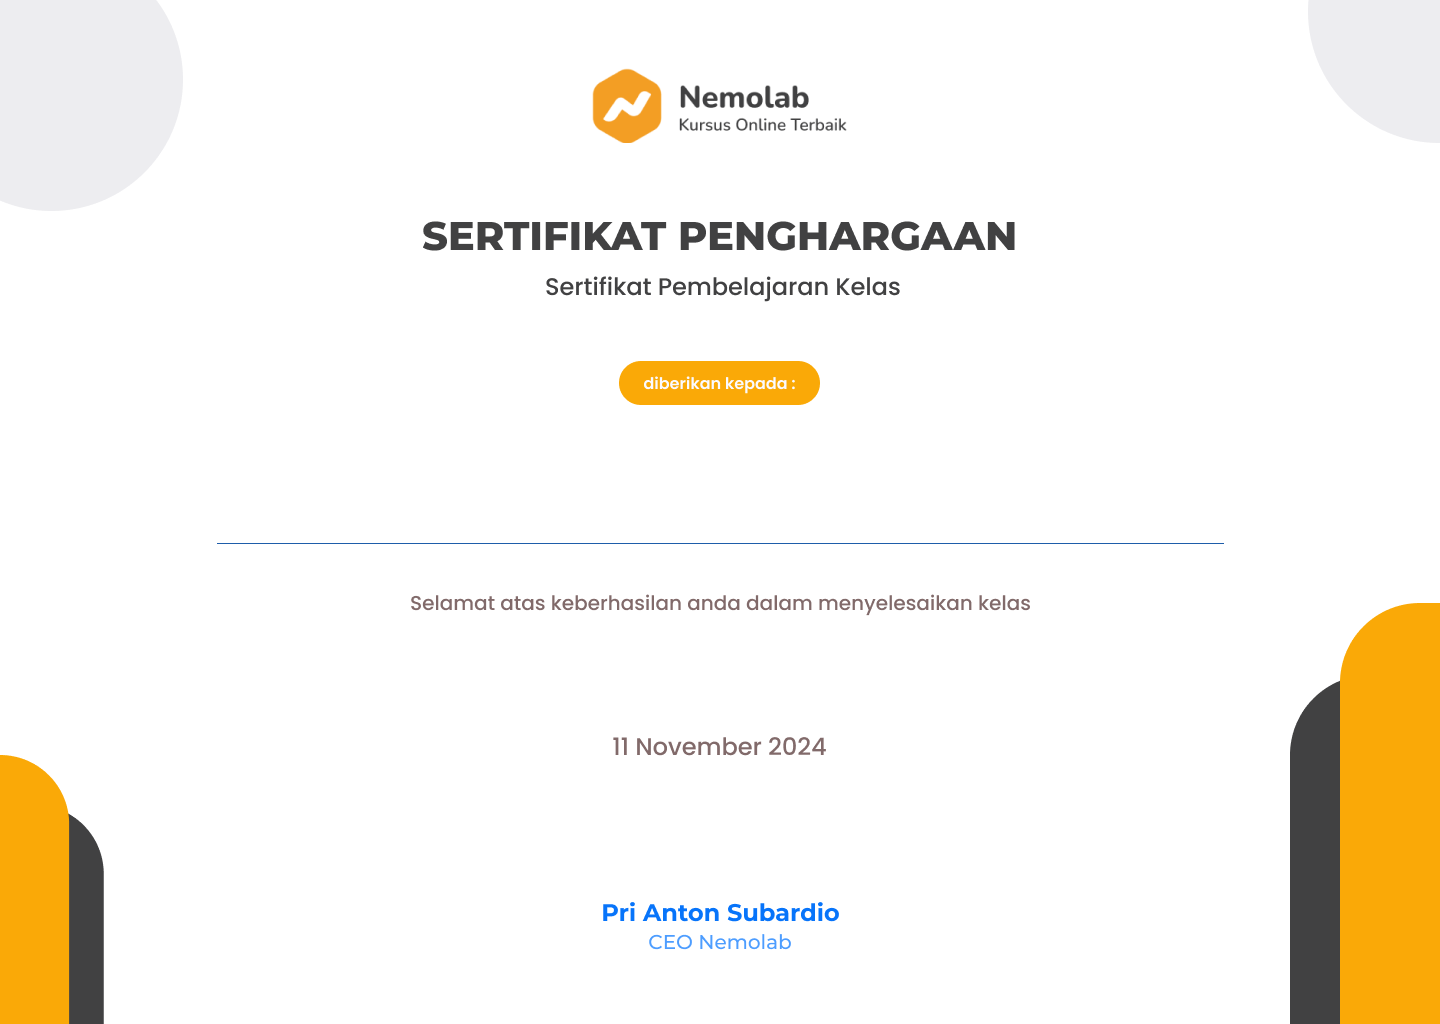 Nemolab
Kursus Online Terbaik
SERTIFIKAT PENGHARGAAN
Sertifikat Pembelajaran Kelas
diberikan kepada :
Selamat atas keberhasilan anda dalam menyelesaikan kelas
11 November 2024
Pri Anton Subardio
CEO Nemolab